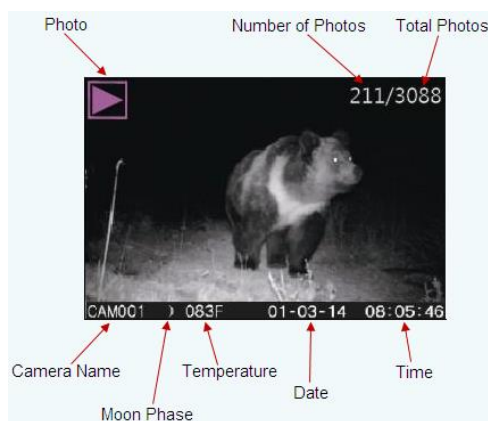 Photo Number of Photos Total Photos
211/3088
CAM001 083F 01-03-14 08:05:46
Camera Name Temperature Date Time
Moon Phase